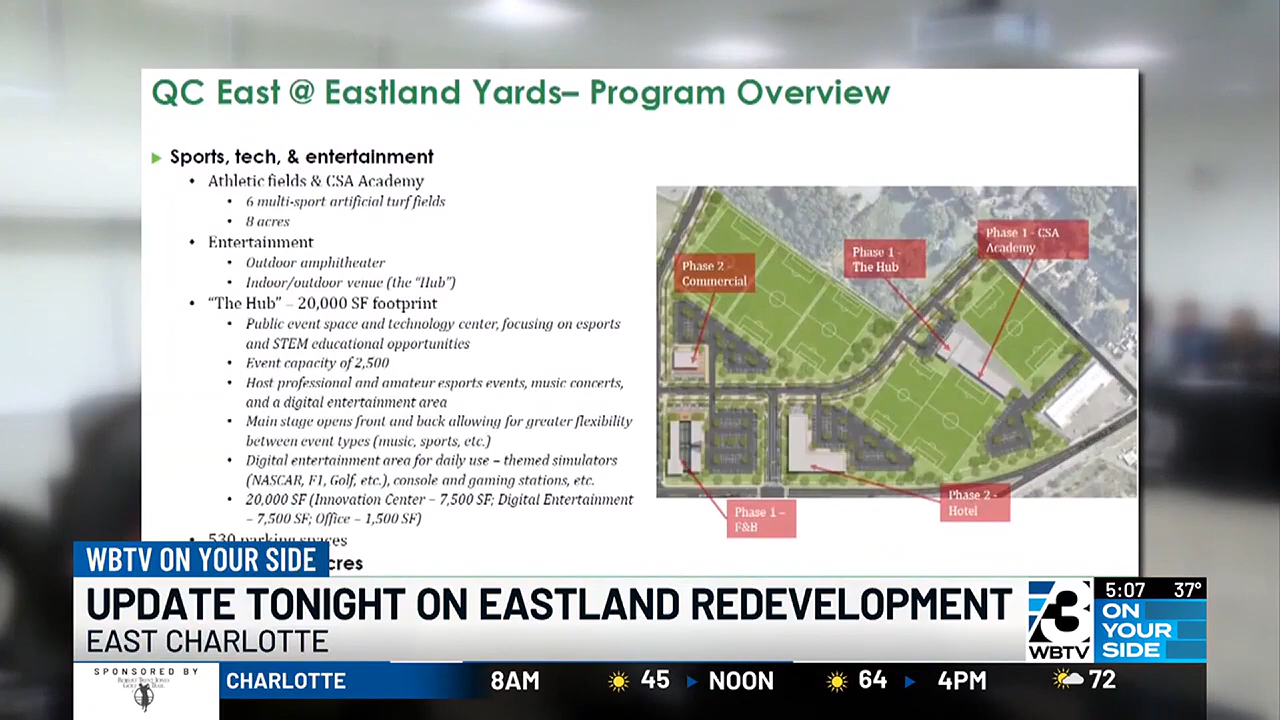 QC East @ Eastland Yards– Program Overview
Sports, tech, & entertainment
• Athletic fields & CSA Academy
• 6 multi-sport artificial turf fields
• 8 acres
• Entertainment
• Outdoor amphitheater
• Indoor/outdoor venue (the “Hub”)
• “The Hub” – 20,000 SF footprint
• Public event space and technology center, focusing on esports
and STEM educational opportunities
• Event capacity of 2,500
• Host professional and amateur esports events, music concerts,
and a digital entertainment area
• Main stage opens front and back allowing for greater flexibility
between event types (music, sports, etc.)
• Digital entertainment area for daily use – themed simulators
(NASCAR, F1, Golf, etc.), console and gaming stations, etc.
• 20,000 SF (Innovation Center – 7,500 SF; Digital Entertainment
– 7,500 SF; Office – 1,500 SF)
• 530 parking spaces
cres
Phase 2 -
Commercial
Phase 1 -
The Hub
Phase 1 - CSA
Academy
Phase 1 –
F&B
Phase 2 -
Hotel
WBTV ON YOUR SIDE
UPDATE TONIGHT ON EASTLAND REDEVELOPMENT
EAST CHARLOTTE
3
WBTV
5:07 37°
ON
YOUR
SIDE
SPONSORED BY
CHARLOTTE 8AM 45 NOON 64 4PM 72